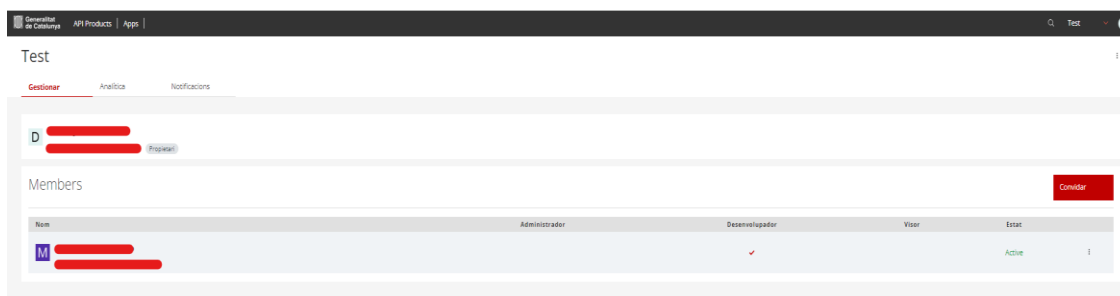 Generalitat
de Catalunya
API Products | Apps |
Test
Test
Gestionar
Analítica
Notificacions
D
Propietari
Members
Convidar
Nom
Administrador
Desenvolupador
Visor
Estat
M
Active